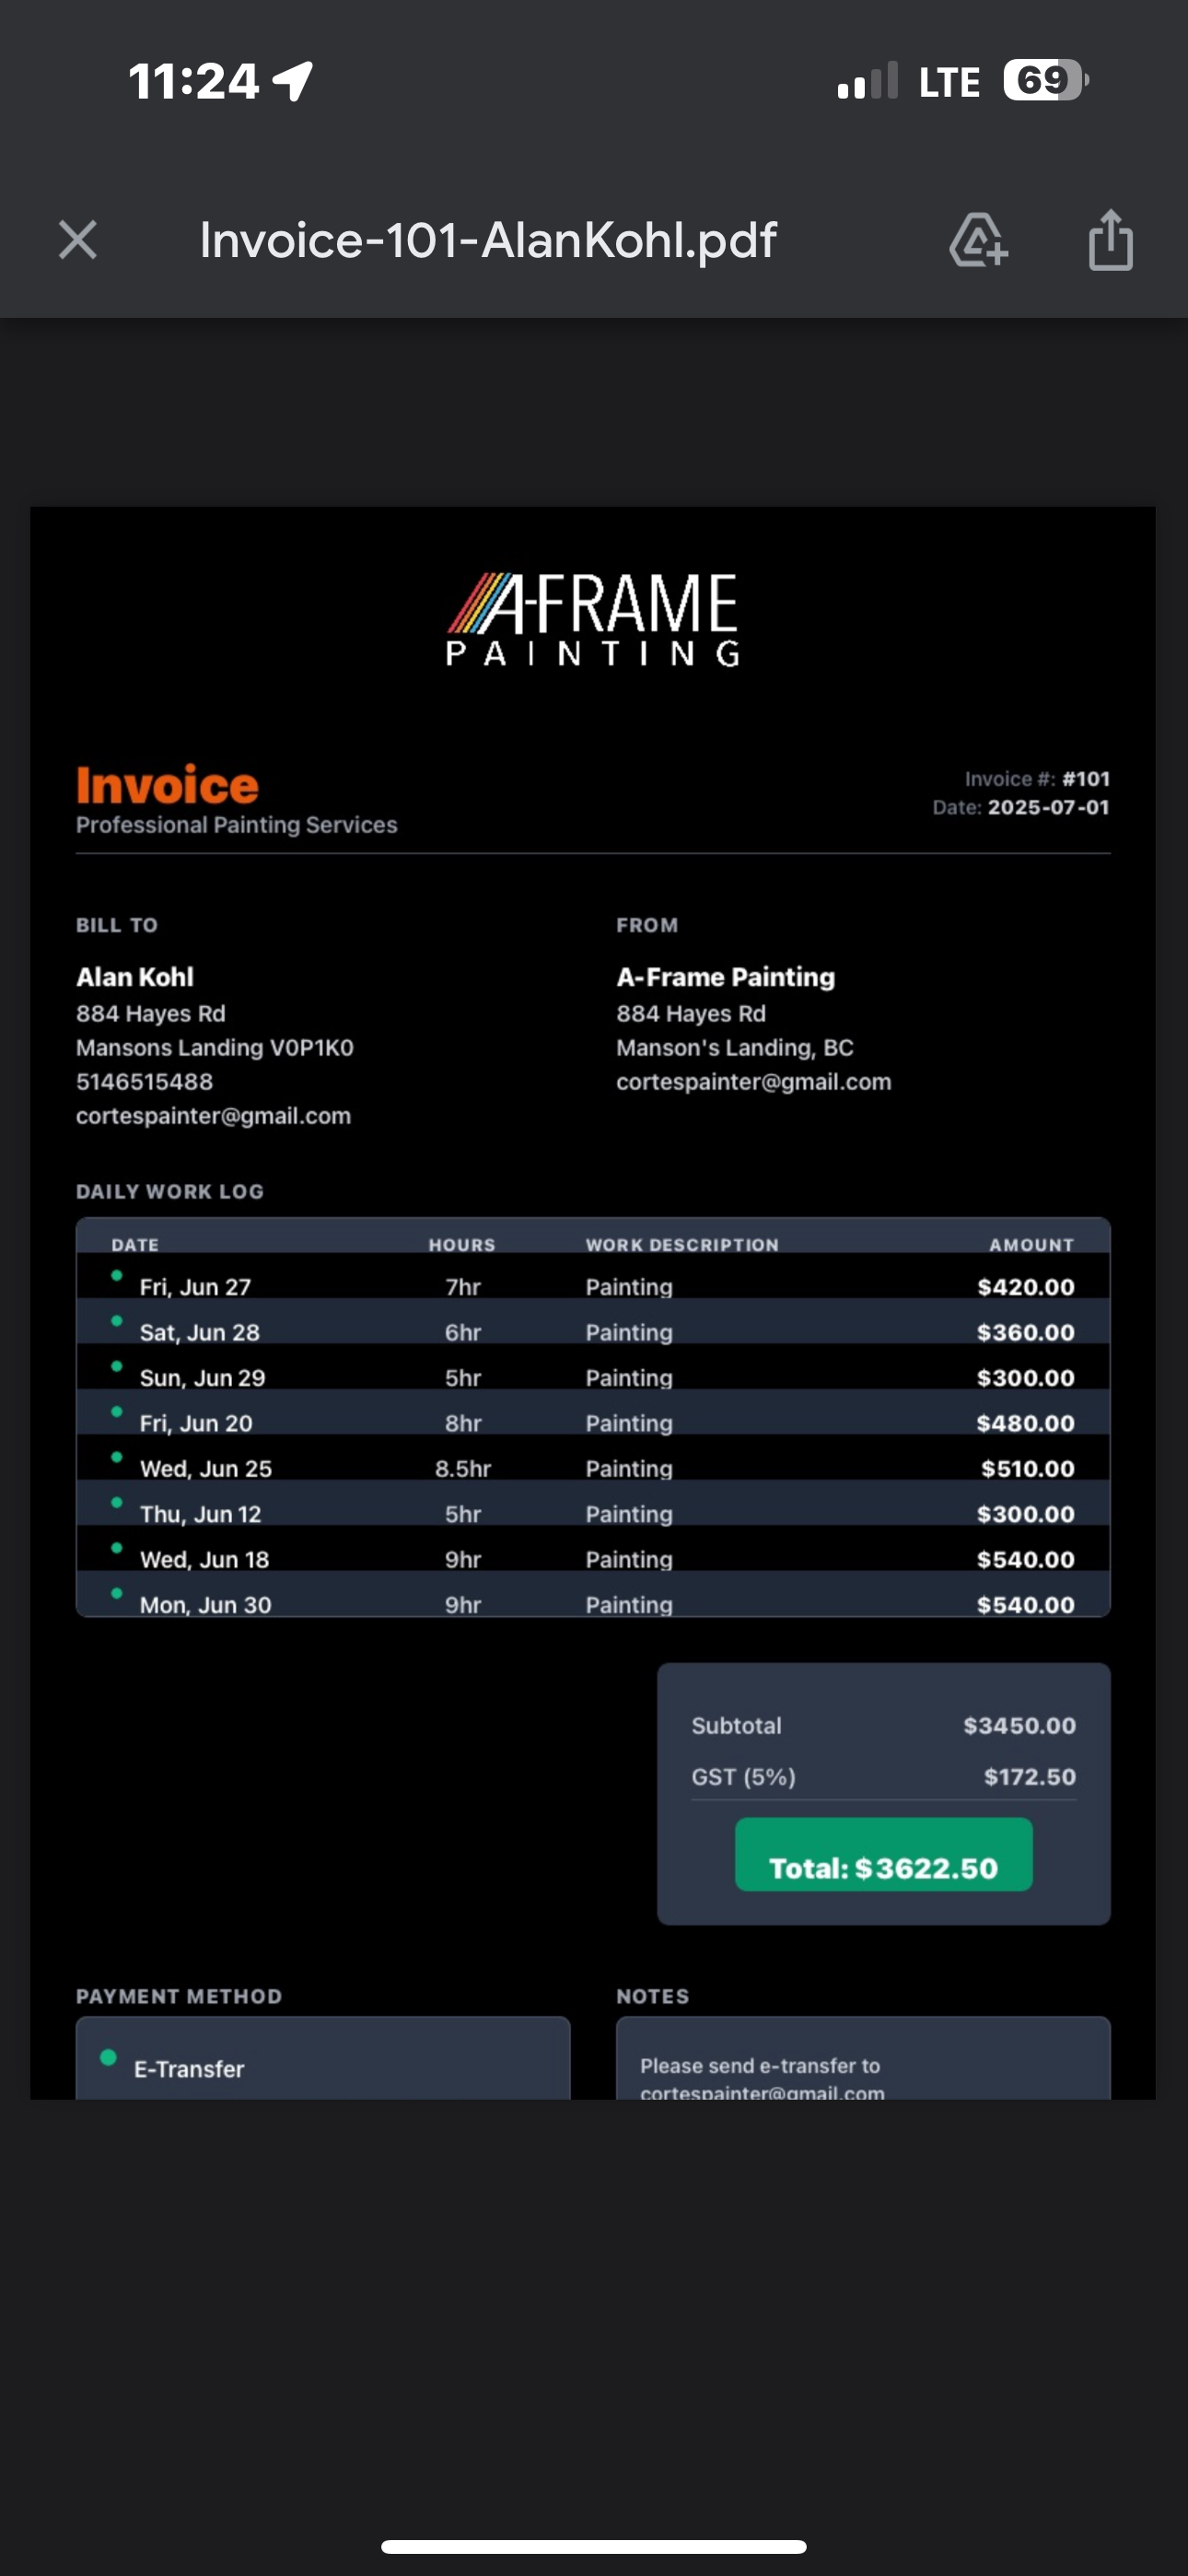 11:24 LTE 69
Invoice-101-AlanKohl.pdf
A-FRAME
PAINTING
Invoice
Professional Painting Services
Invoice #: #101
Date: 2025-07-01
BILL TO
Alan Kohl
884 Hayes Rd
Mansons Landing V0P1K0
5146515488
cortespainter@gmail.com
FROM
A-Frame Painting
884 Hayes Rd
Manson's Landing, BC
cortespainter@gmail.com
DAILY WORK LOG
DATE HOURS WORK DESCRIPTION AMOUNT
Fri, Jun 27 7hr Painting $420.00
Sat, Jun 28 6hr Painting $360.00
Sun, Jun 29 5hr Painting $300.00
Fri, Jun 20 8hr Painting $480.00
Wed, Jun 25 8.5hr Painting $510.00
Thu, Jun 12 5hr Painting $300.00
Wed, Jun 18 9hr Painting $540.00
Mon, Jun 30 9hr Painting $540.00
Subtotal $3450.00
GST (5%) $172.50
Total: $3622.50
PAYMENT METHOD
E-Transfer
NOTES
Please send e-transfer to
cortespainter@gmail.com